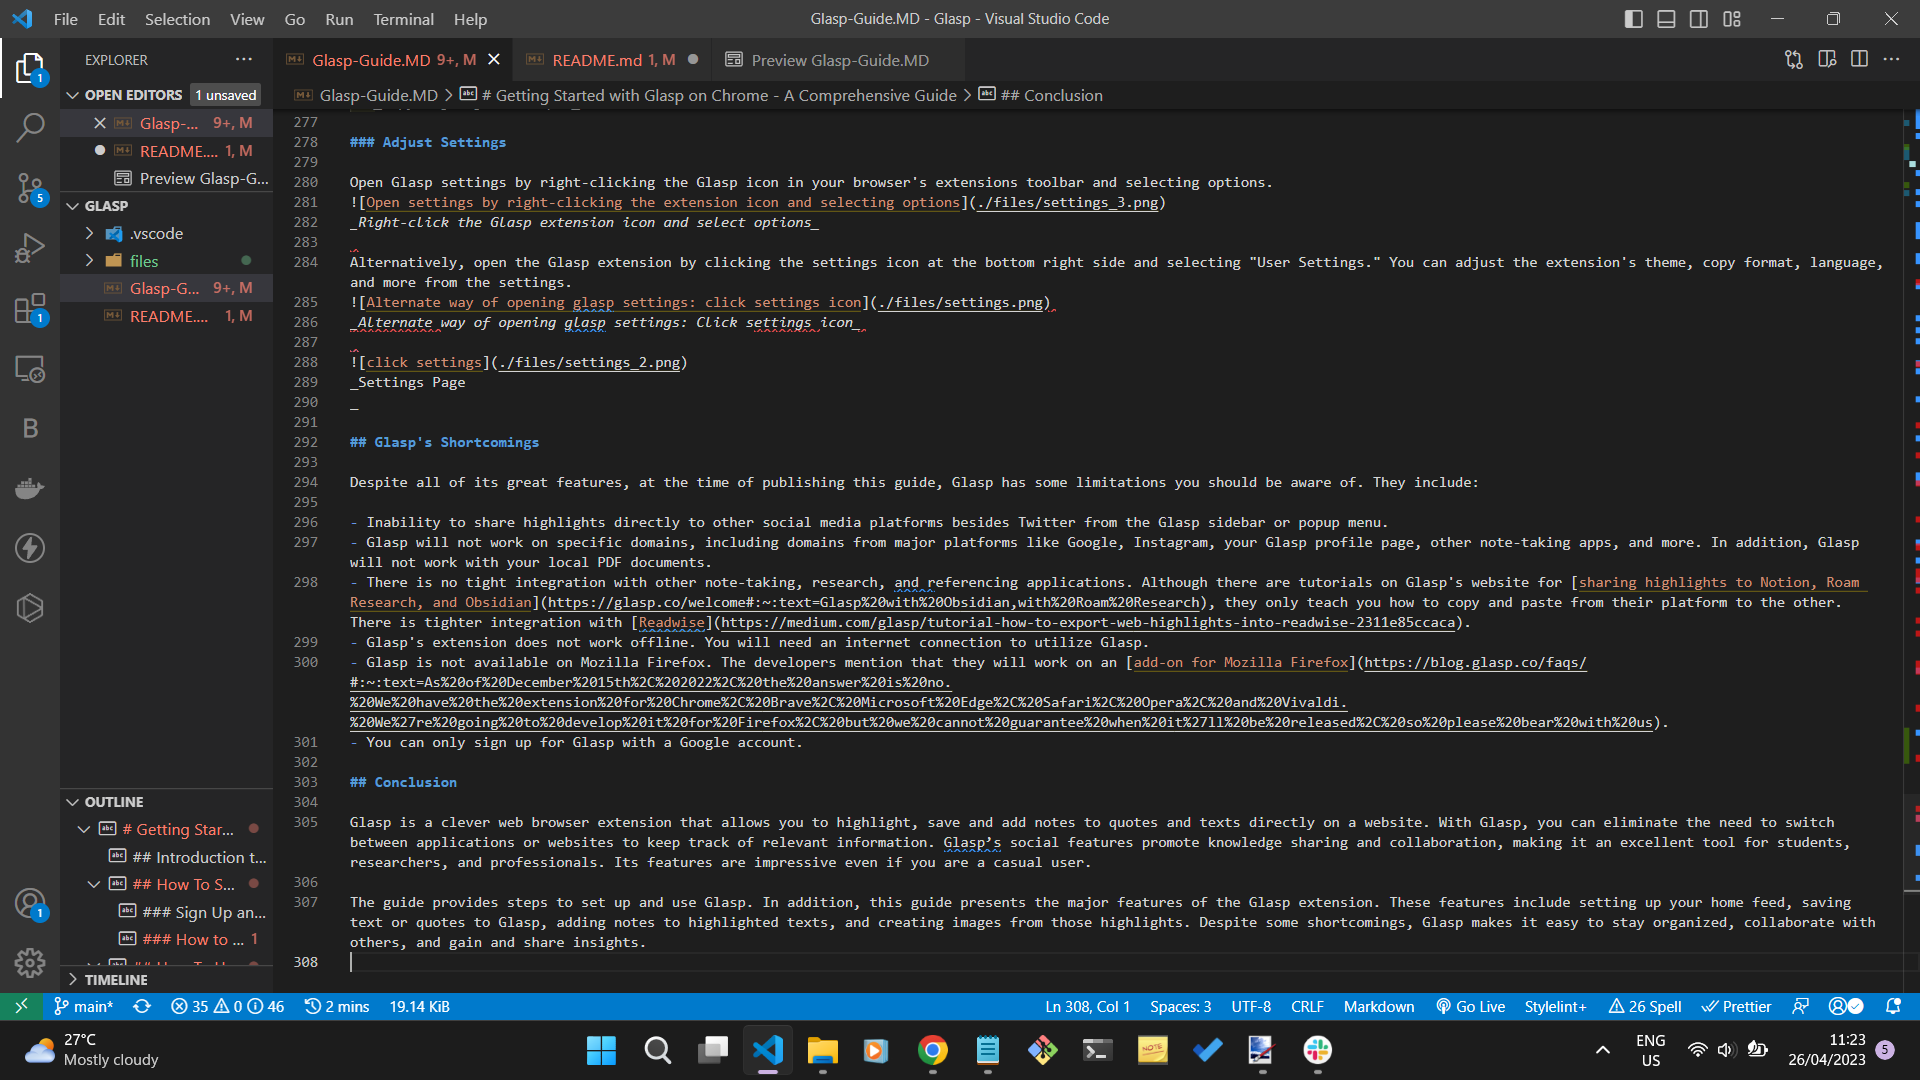 File Edit Selection View Go Run Terminal Help
Glasp-Guide.MD - Glasp - Visual Studio Code
EXPLORER
Glasp-Guide.MD 9+, M
README.md 1, M
Preview Glasp-Guide.MD
OPEN EDITORS 1 unsaved
Glasp-Guide.MD > # Getting Started with Glasp on Chrome - A Comprehensive Guide > ## Conclusion
Glasp-... 9+, M
README.... 1, M
Preview Glasp-G...
GLASP
.vscode
files
Glasp-G... 9+, M
README.... 1, M
OUTLINE
# Getting Star...
## Introduction t...
## How To S...
### Sign Up an...
### How to ... 1
TIMELINE
277
278 ### Adjust Settings
279
280 Open Glasp settings by right-clicking the Glasp icon in your browser's extensions toolbar and selecting options.
281 ![Open settings by right-clicking the extension icon and selecting options](./files/settings_3.png)
282 _Right-click the Glasp extension icon and select options_
283
284 Alternatively, open the Glasp extension by clicking the settings icon at the bottom right side and selecting "User Settings." You can adjust the extension's theme, copy format, language,
and more from the settings.
285 ![Alternate way of opening glasp settings: click settings icon](./files/settings.png)
286 _Alternate way of opening glasp settings: Click settings icon_
287
288 ![click settings](./files/settings_2.png)
289 _Settings Page
290 _
291
292 ## Glasp's Shortcomings
293
294 Despite all of its great features, at the time of publishing this guide, Glasp has some limitations you should be aware of. They include:
295
296 - Inability to share highlights directly to other social media platforms besides Twitter from the Glasp sidebar or popup menu.
297 - Glasp will not work on specific domains, including domains from major platforms like Google, Instagram, your Glasp profile page, other note-taking apps, and more. In addition, Glasp
will not work with your local PDF documents.
298 - There is no tight integration with other note-taking, research, and referencing applications. Although there are tutorials on Glasp's website for [sharing highlights to Notion, Roam
Research, and Obsidian](https://glasp.co/welcome#:~:text=Glasp%20with%20Obsidian,with%20Roam%20Research), they only teach you how to copy and paste from their platform to the other.
There is tighter integration with [Readwise](https://medium.com/glasp/tutorial-how-to-export-web-highlights-into-readwise-2311e85ccaca).
299 - Glasp's extension does not work offline. You will need an internet connection to utilize Glasp.
300 - Glasp is not available on Mozilla Firefox. The developers mention that they will work on an [add-on for Mozilla Firefox](https://blog.glasp.co/faqs/
#:~:text=As%20of%20December%2015th%2C%202022%2C%20the%20answer%20is%20no.
%20We%20have%20the%20extension%20for%20Chrome%2C%20Brave%2C%20Microsoft%20Edge%2C%20Safari%2C%20Opera%2C%20and%20Vivaldi.
%20We%27re%20going%20to%20develop%20it%20for%20Firefox%2C%20but%20we%20cannot%20guarantee%20when%20it%27ll%20be%20released%2C%20so%20please%20bear%20with%20us).
301 - You can only sign up for Glasp with a Google account.
302
303 ## Conclusion
304
305 Glasp is a clever web browser extension that allows you to highlight, save and add notes to quotes and texts directly on a website. With Glasp, you can eliminate the need to switch
between applications or websites to keep track of relevant information. Glasp’s social features promote knowledge sharing and collaboration, making it an excellent tool for students,
researchers, and professionals. Its features are impressive even if you are a casual user.
306
307 The guide provides steps to set up and use Glasp. In addition, this guide presents the major features of the Glasp extension. These features include setting up your home feed, saving
text or quotes to Glasp, adding notes to highlighted texts, and creating images from those highlights. Despite some shortcomings, Glasp makes it easy to stay organized, collaborate with
others, and gain and share insights.
308
main* 35 0 46 2 mins 19.14 KiB
Ln 308, Col 1 Spaces: 3 UTF-8 CRLF Markdown Go Live Stylelint+ 26 Spell Prettier
27°C
Mostly cloudy
ENG
US
11:23
26/04/2023
5